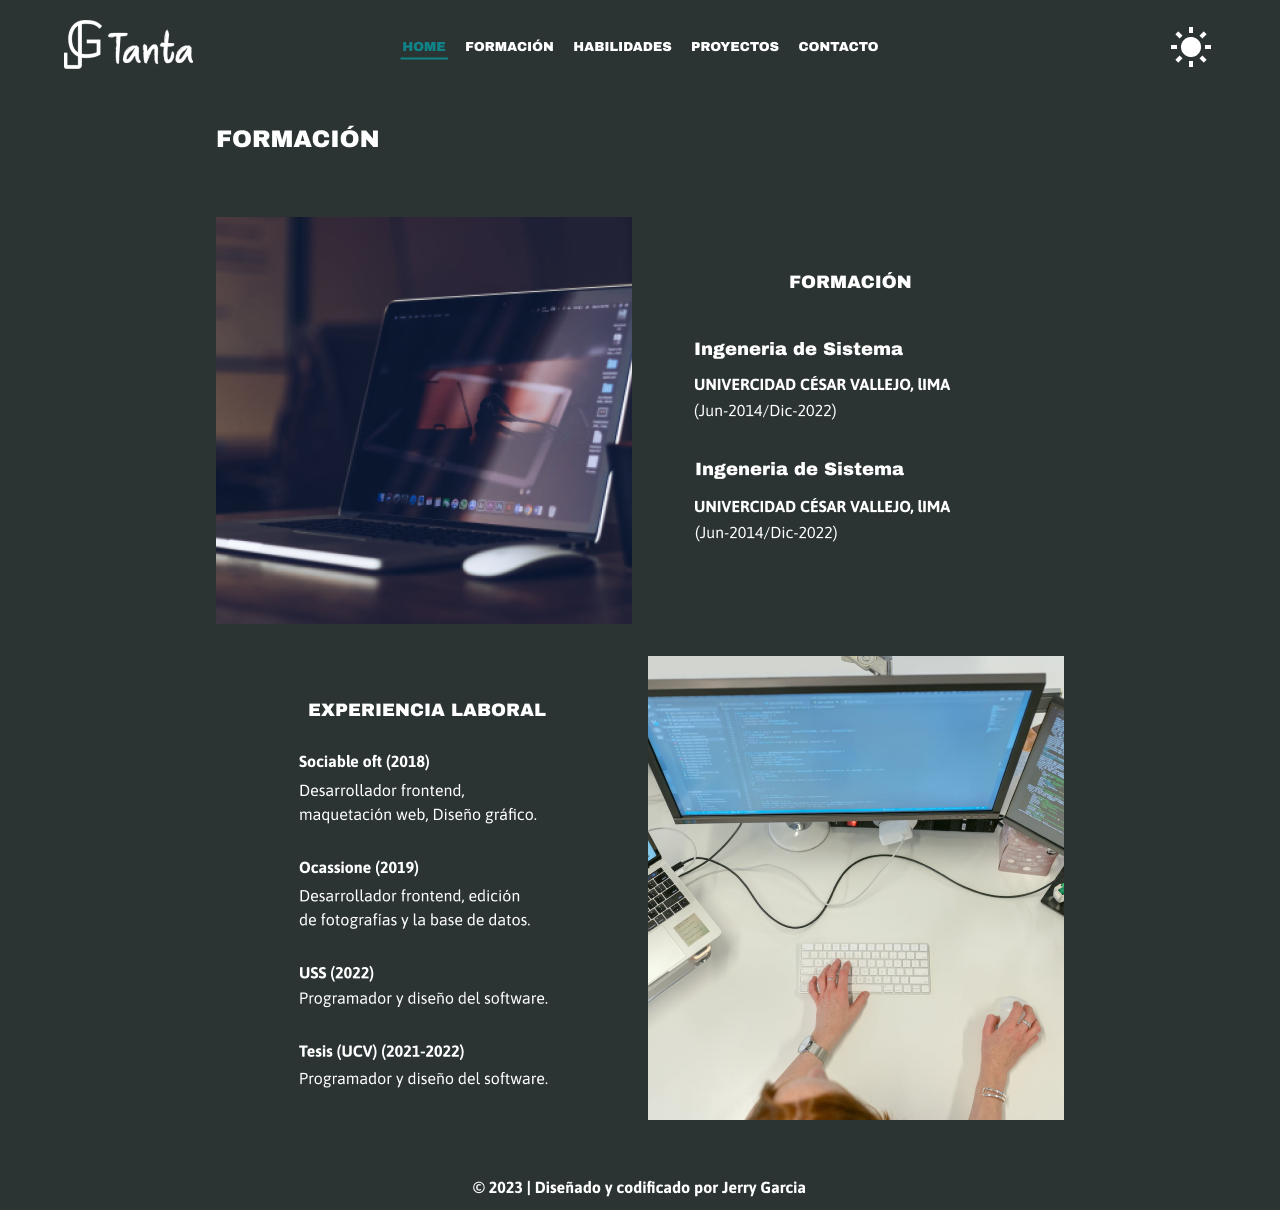 JG Tanta
HOME FORMACIÓN HABILIDADES PROYECTOS CONTACTO
FORMACIÓN
FORMACIÓN
Ingeneria de Sistema
UNIVERCIDAD CÉSAR VALLEJO, lIMA
(Jun-2014/Dic-2022)
Ingeneria de Sistema
UNIVERCIDAD CÉSAR VALLEJO, lIMA
(Jun-2014/Dic-2022)
EXPERIENCIA LABORAL
Sociable oft (2018)
Desarrollador frontend,
maquetación web, Diseño gráfico.
Ocassione (2019)
Desarrollador frontend, edición
de fotografías y la base de datos.
USS (2022)
Programador y diseño del software.
Tesis (UCV) (2021-2022)
Programador y diseño del software.
© 2023 | Diseñado y codificado por Jerry Garcia